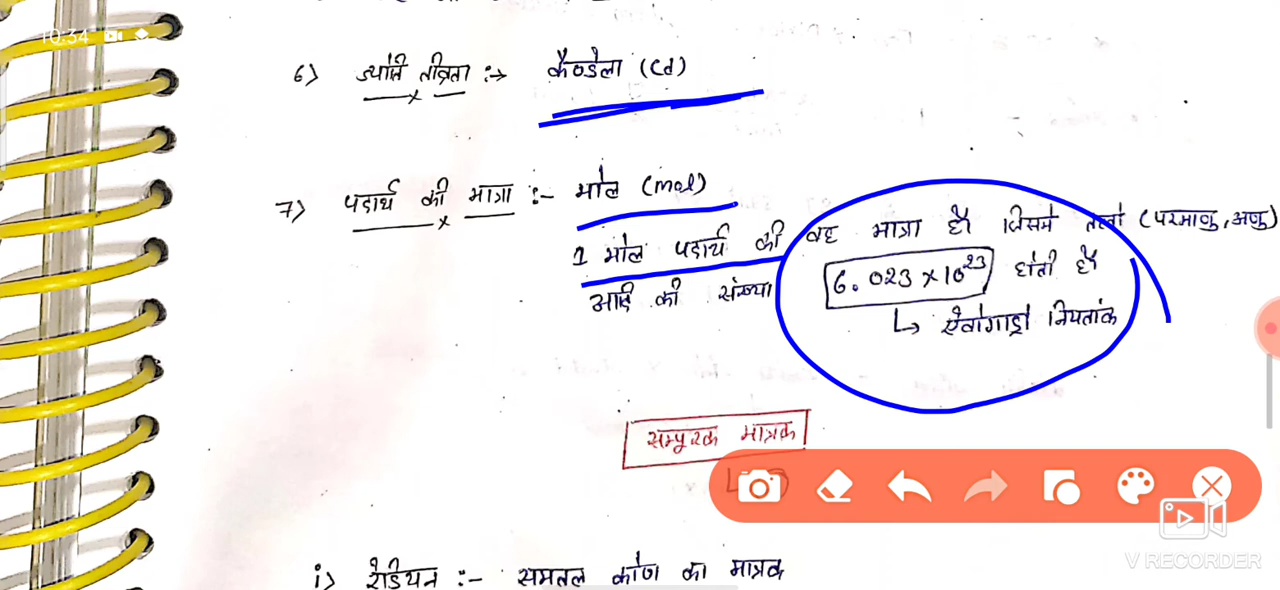 10:34
6) ज्योति तीव्रता :→ कैण्डेला (cd)
7) पदार्थ की मात्रा :- मोल (mol)
1 मोल पदार्थ की वह मात्रा है जिसमे तत्वो (परमाणु, अणु)
आदि की संख्या 6.023 × 10²³ होती है
↳ ऐवोगाड्रो नियतांक
सम्पूरक मात्रक
i) रेडियन :- समतल कोण का मात्रक
V RECORDER